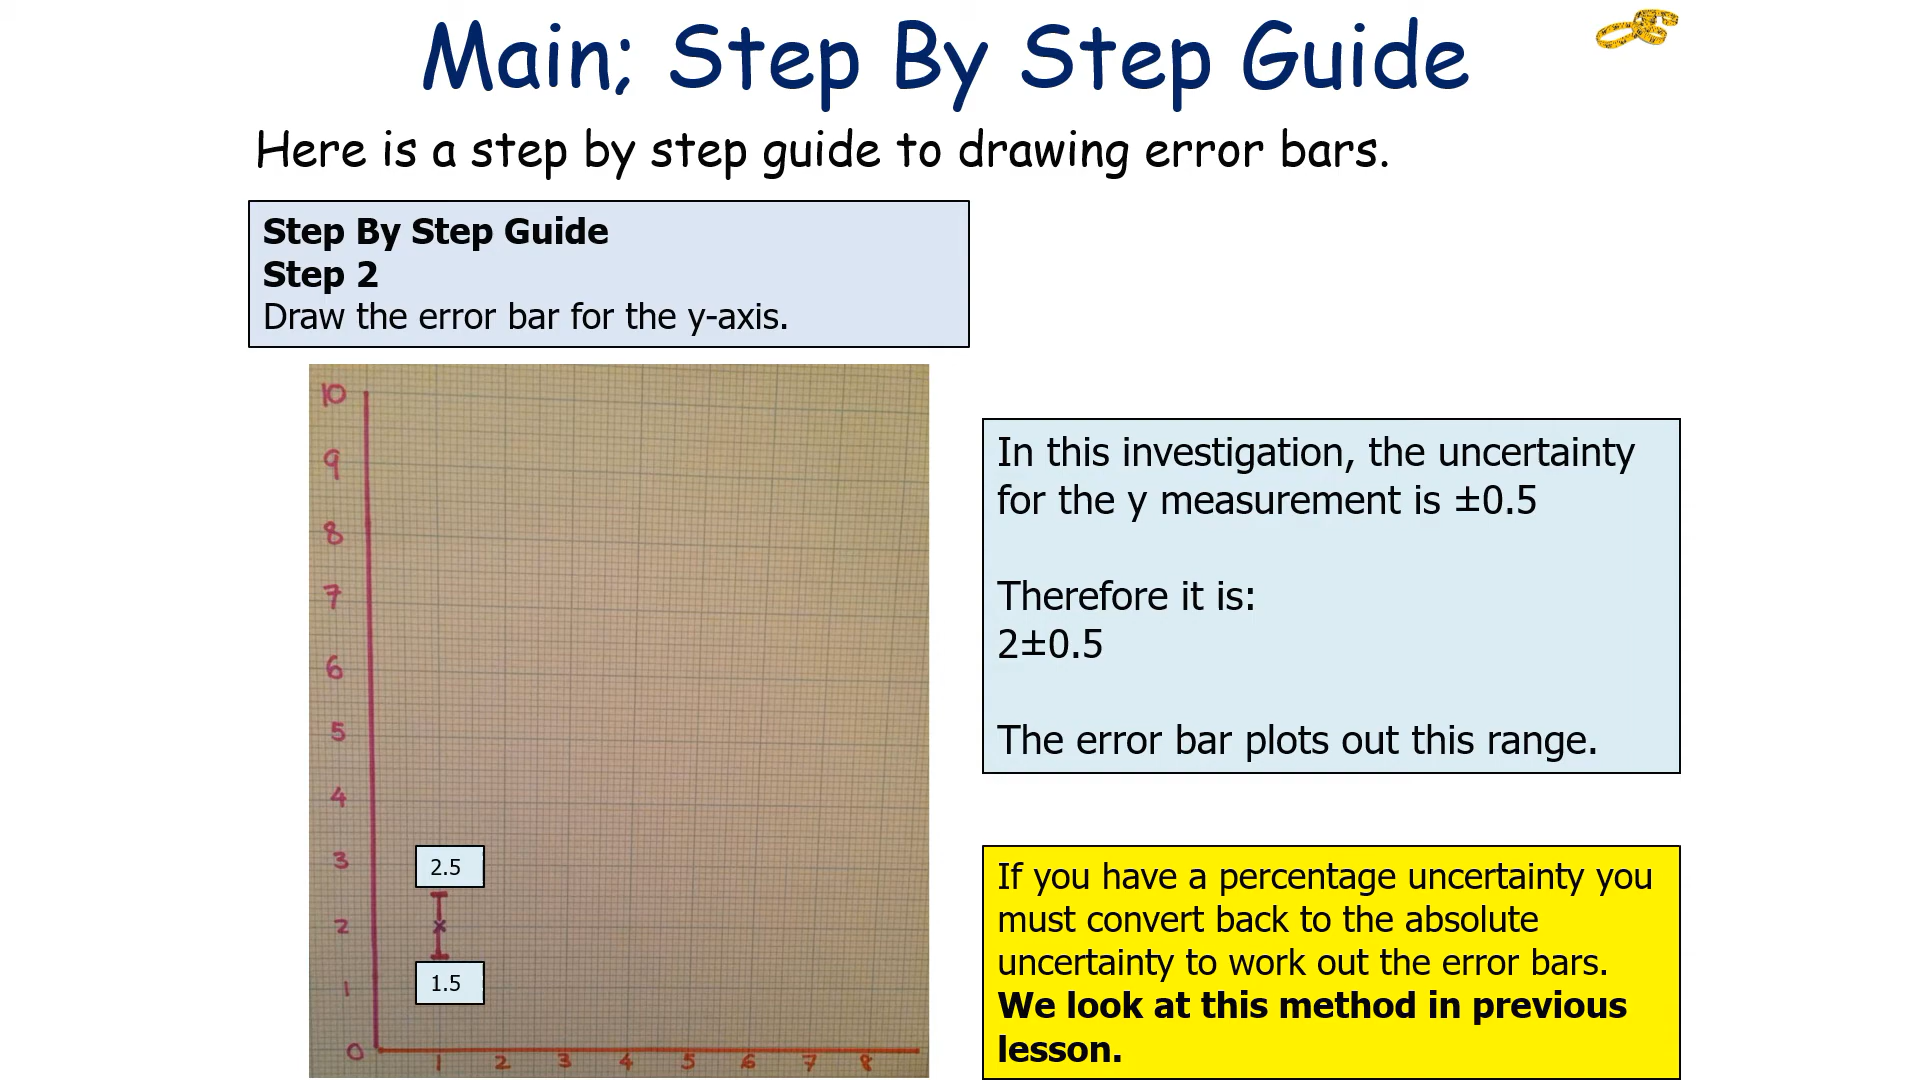 Main; Step By Step Guide
Here is a step by step guide to drawing error bars.
Step By Step Guide
Step 2
Draw the error bar for the y-axis.
10
9
8
7
6
5
4
3
2
1
0
2.5
×
1.5
1 2 3 4 5 6 7 8
In this investigation, the uncertainty
for the y measurement is ±0.5
Therefore it is:
2±0.5
The error bar plots out this range.
If you have a percentage uncertainty you
must convert back to the absolute
uncertainty to work out the error bars.
We look at this method in previous
lesson.